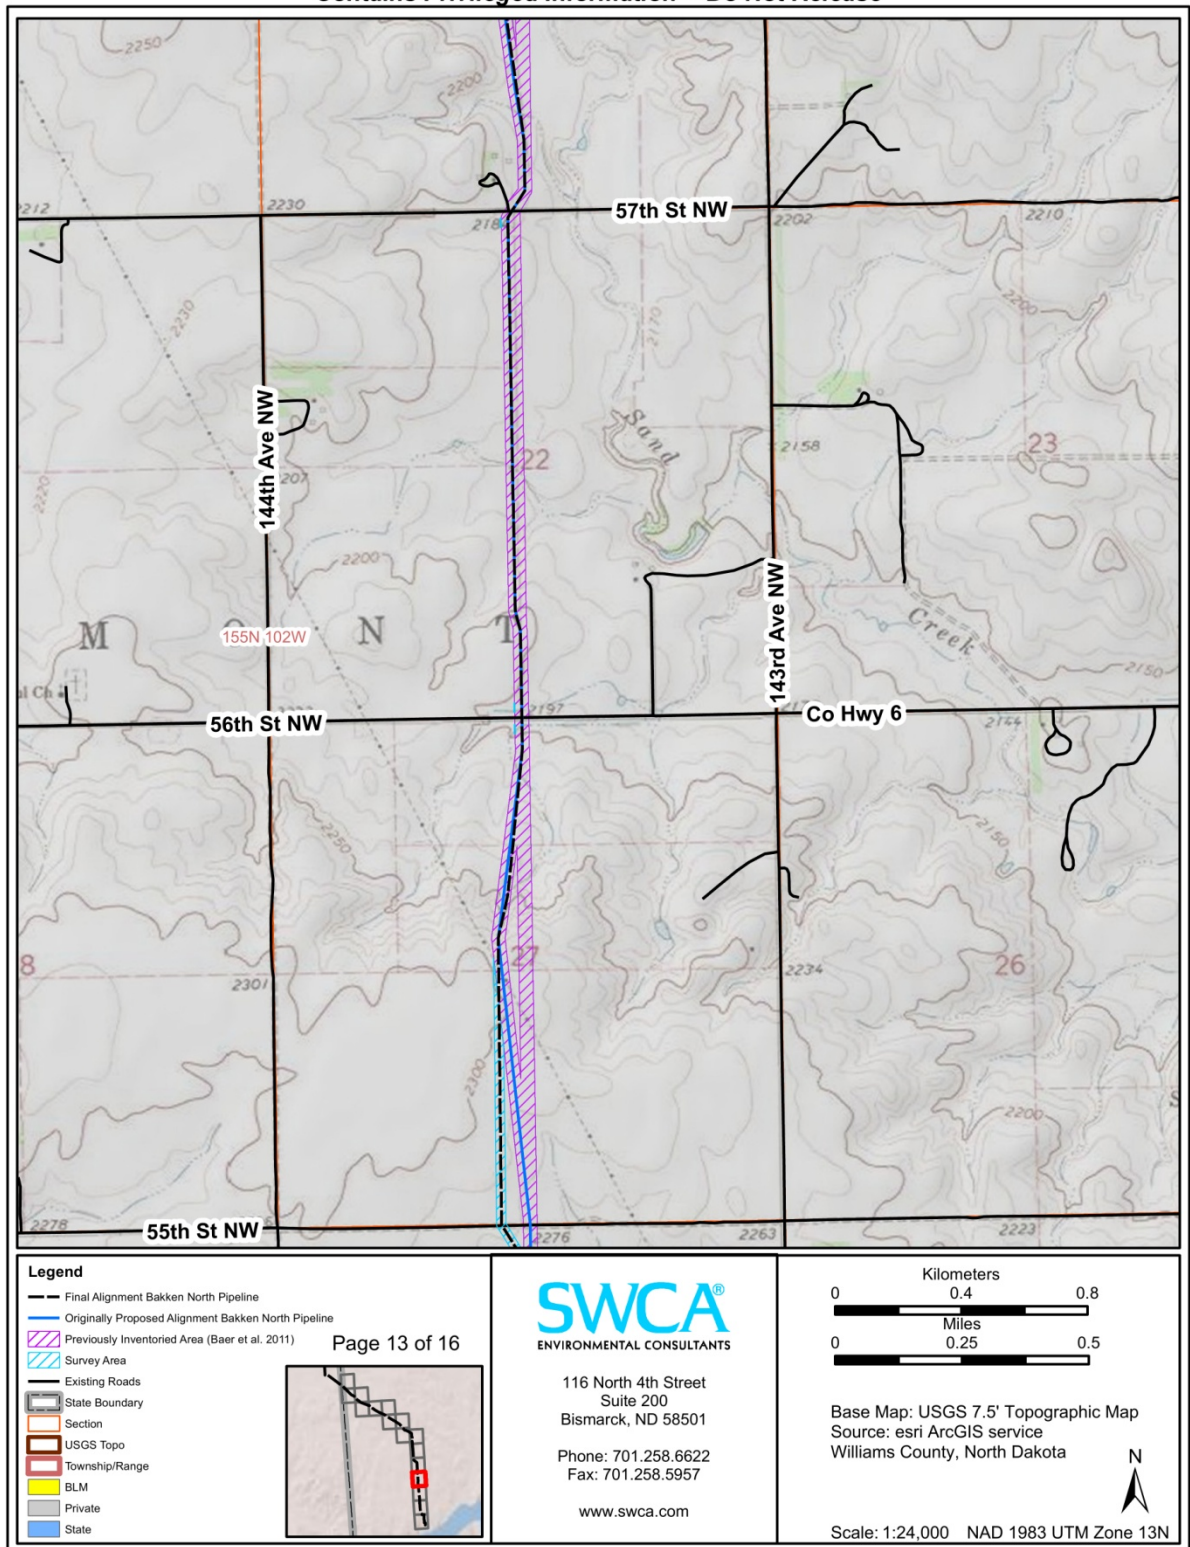 2250
2200
2212
2230
57th St NW
2202
2210
2230
2170
2200
Sand
144th Ave NW
22
2158
23
207
2220
2200
143rd Ave NW
Creek
M
N
T
155N 102W
2150
2197
56th St NW
Co Hwy 6
2144
2250
2150
8
27
26
2301
2234
2300
2200
2278
55th St NW
2276
2263
2223
Legend
Final Alignment Bakken North Pipeline
Originally Proposed Alignment Bakken North Pipeline
Previously Inventoried Area (Baer et al. 2011)
Survey Area
Existing Roads
State Boundary
Section
USGS Topo
Township/Range
BLM
Private
State
Page 13 of 16
SWCA®
ENVIRONMENTAL CONSULTANTS
116 North 4th Street
Suite 200
Bismarck, ND 58501
Phone: 701.258.6622
Fax: 701.258.5957
www.swca.com
Kilometers
0 0.4 0.8
Miles
0 0.25 0.5
Base Map: USGS 7.5' Topographic Map
Source: esri ArcGIS service
Williams County, North Dakota
N
Scale: 1:24,000 NAD 1983 UTM Zone 13N